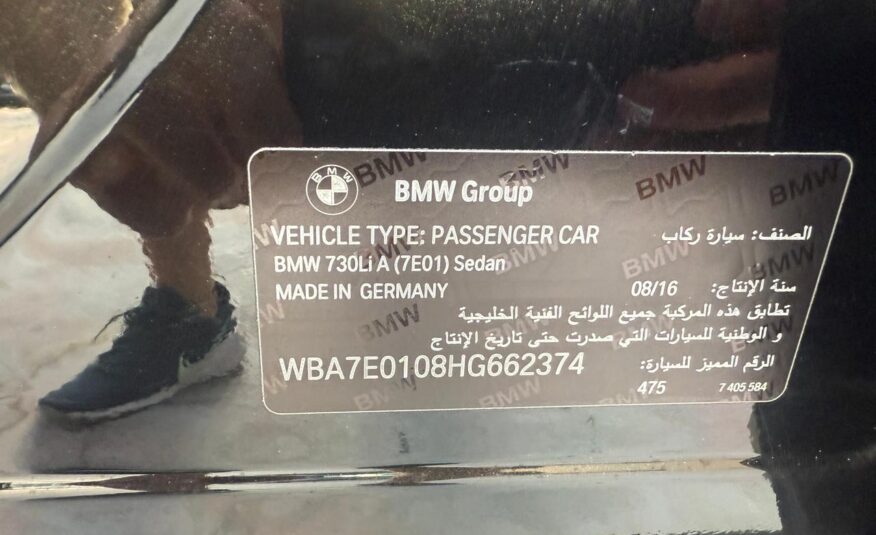 BMW Group
VEHICLE TYPE: PASSENGER CAR الصنف: سيارة ركاب
BMW 730Li A (7E01) Sedan
MADE IN GERMANY 08/16 سنة الإنتاج:
تطابق هذه المركبة جميع اللوائح الفنية الخليجية
و الوطنية للسيارات التي صدرت حتى تاريخ الإنتاج
WBA7E0108HG662374 الرقم المميز للسيارة:
475 7 405 584